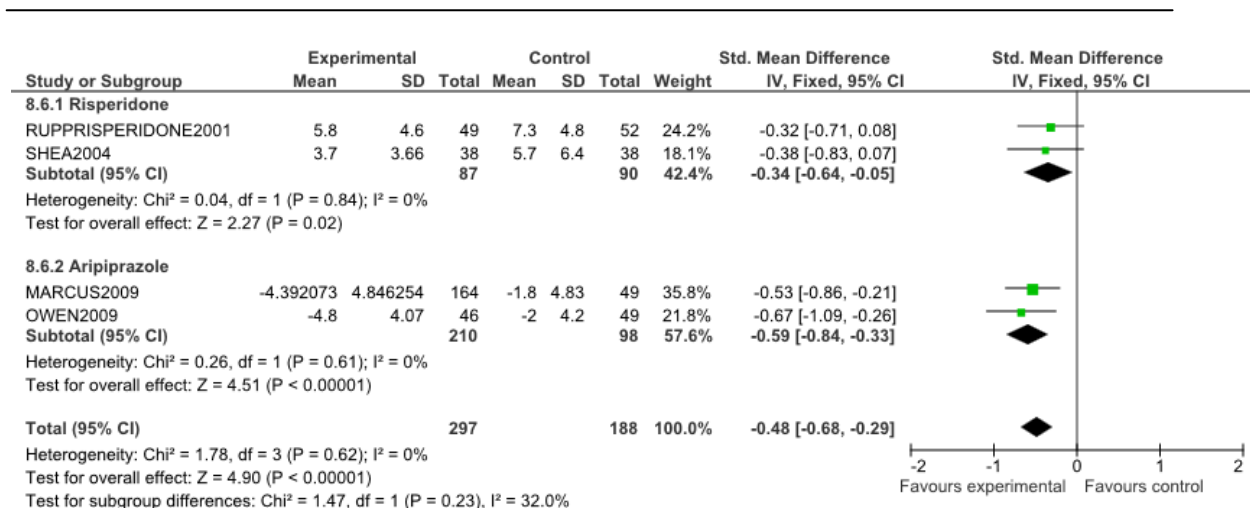 Experimental Control Std. Mean Difference Std. Mean Difference
Study or Subgroup Mean SD Total Mean SD Total Weight IV, Fixed, 95% CI IV, Fixed, 95% CI
8.6.1 Risperidone
RUPPRISPERIDONE2001 5.8 4.6 49 7.3 4.8 52 24.2% -0.32 [-0.71, 0.08]
SHEA2004 3.7 3.66 38 5.7 6.4 38 18.1% -0.38 [-0.83, 0.07]
Subtotal (95% CI) 87 90 42.4% -0.34 [-0.64, -0.05]
Heterogeneity: Chi² = 0.04, df = 1 (P = 0.84); I² = 0%
Test for overall effect: Z = 2.27 (P = 0.02)
8.6.2 Aripiprazole
MARCUS2009 -4.392073 4.846254 164 -1.8 4.83 49 35.8% -0.53 [-0.86, -0.21]
OWEN2009 -4.8 4.07 46 -2 4.2 49 21.8% -0.67 [-1.09, -0.26]
Subtotal (95% CI) 210 98 57.6% -0.59 [-0.84, -0.33]
Heterogeneity: Chi² = 0.26, df = 1 (P = 0.61); I² = 0%
Test for overall effect: Z = 4.51 (P < 0.00001)
Total (95% CI) 297 188 100.0% -0.48 [-0.68, -0.29]
Heterogeneity: Chi² = 1.78, df = 3 (P = 0.62); I² = 0%
Test for overall effect: Z = 4.90 (P < 0.00001)
Test for subgroup differences: Chi² = 1.47, df = 1 (P = 0.23), I² = 32.0%
-2 -1 0 1 2
Favours experimental Favours control